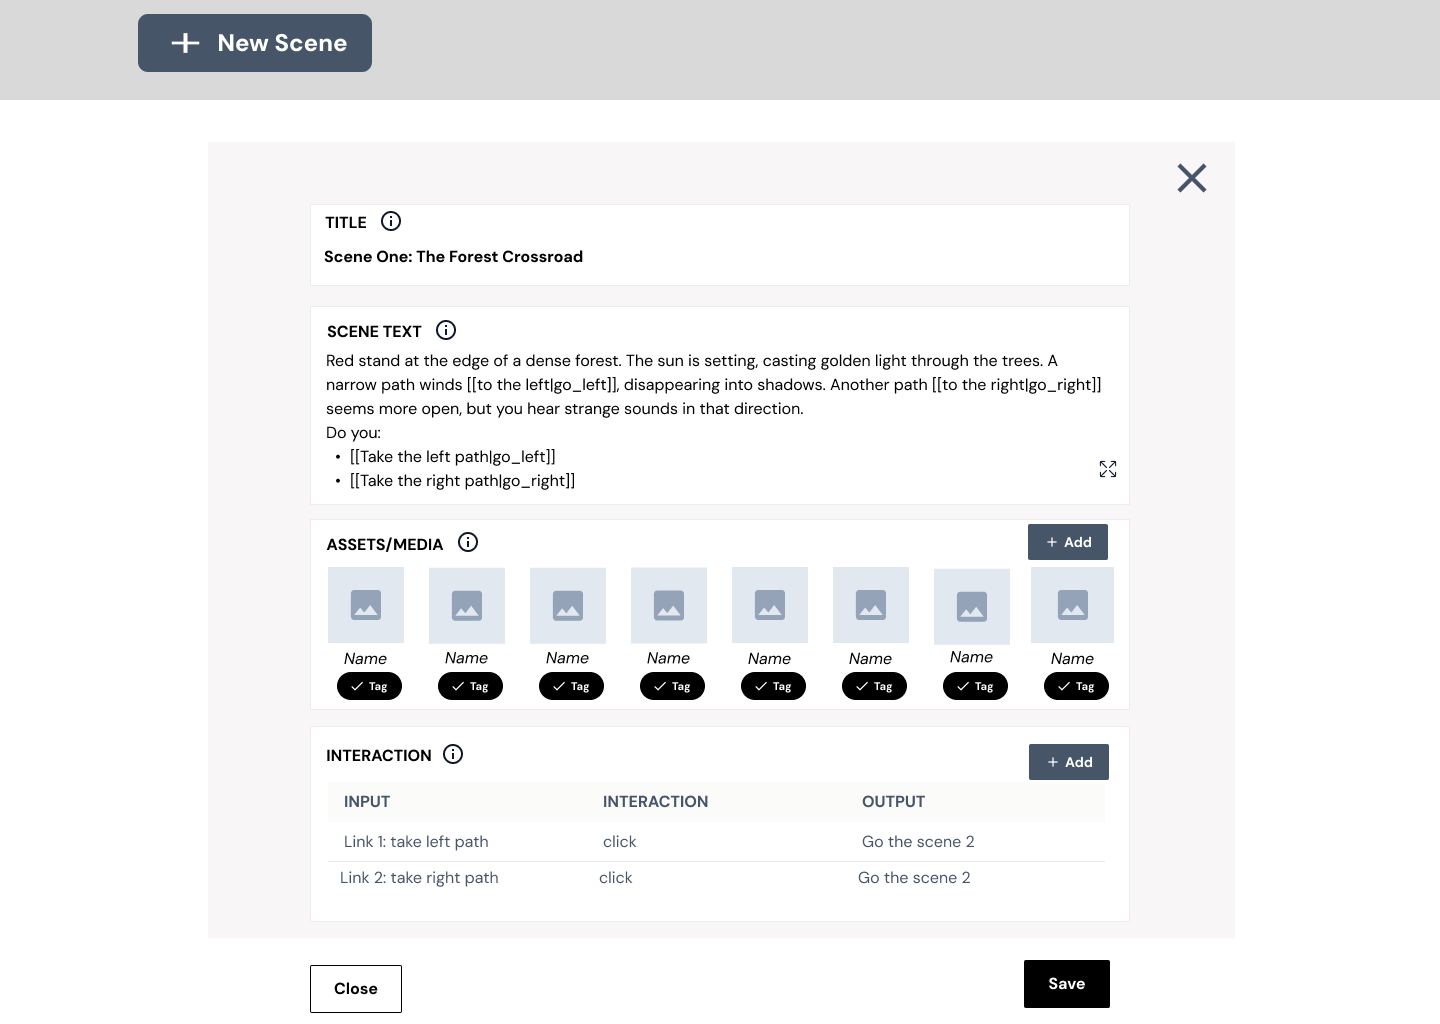 New Scene
TITLE
Scene One: The Forest Crossroad
SCENE TEXT
Red stand at the edge of a dense forest. The sun is setting, casting golden light through the trees. A
narrow path winds [[to the left|go_left]], disappearing into shadows. Another path [[to the right|go_right]]
seems more open, but you hear strange sounds in that direction.
Do you:
• [[Take the left path|go_left]]
• [[Take the right path|go_right]]
ASSETS/MEDIA
+ Add
Name Name Name Name Name Name Name Name
Tag Tag Tag Tag Tag Tag Tag Tag
INTERACTION
+ Add
INPUT INTERACTION OUTPUT
Link 1: take left path click Go the scene 2
Link 2: take right path click Go the scene 2
Close
Save